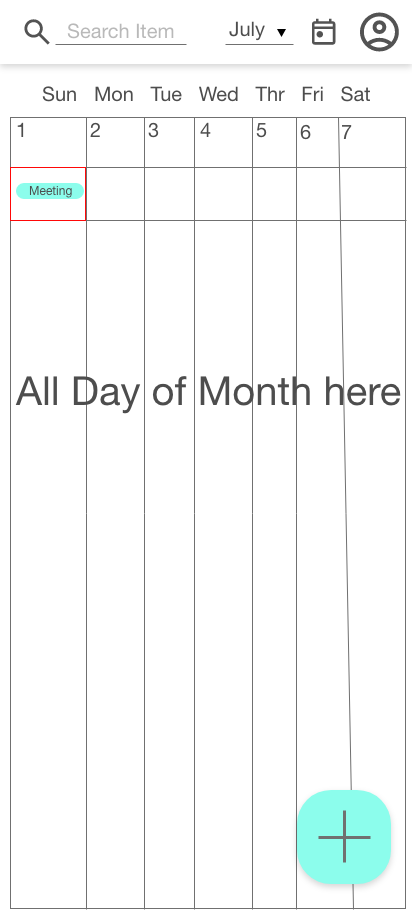 Search Item July ▼
Sun Mon Tue Wed Thr Fri Sat
1 2 3 4 5 6 7
Meeting
All Day of Month here